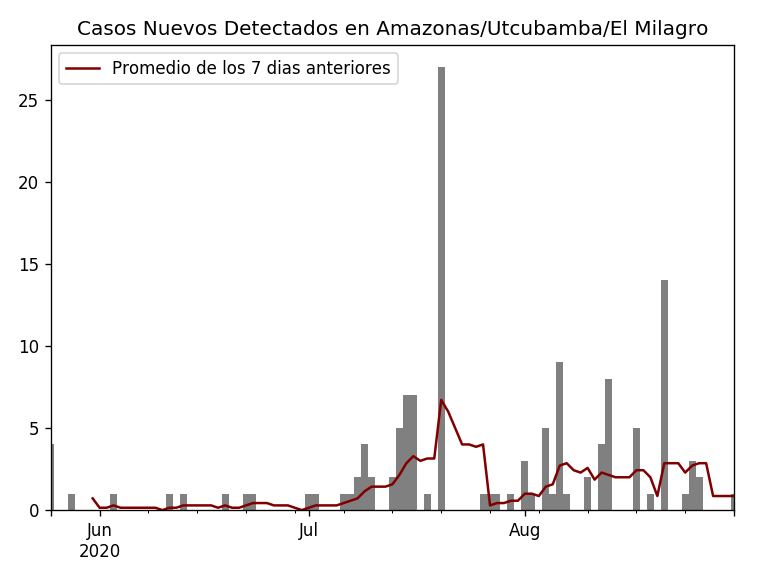 Casos Nuevos Detectados en Amazonas/Utcubamba/El Milagro
Promedio de los 7 dias anteriores
25
20
15
10
5
0
Jun
2020
Jul
Aug